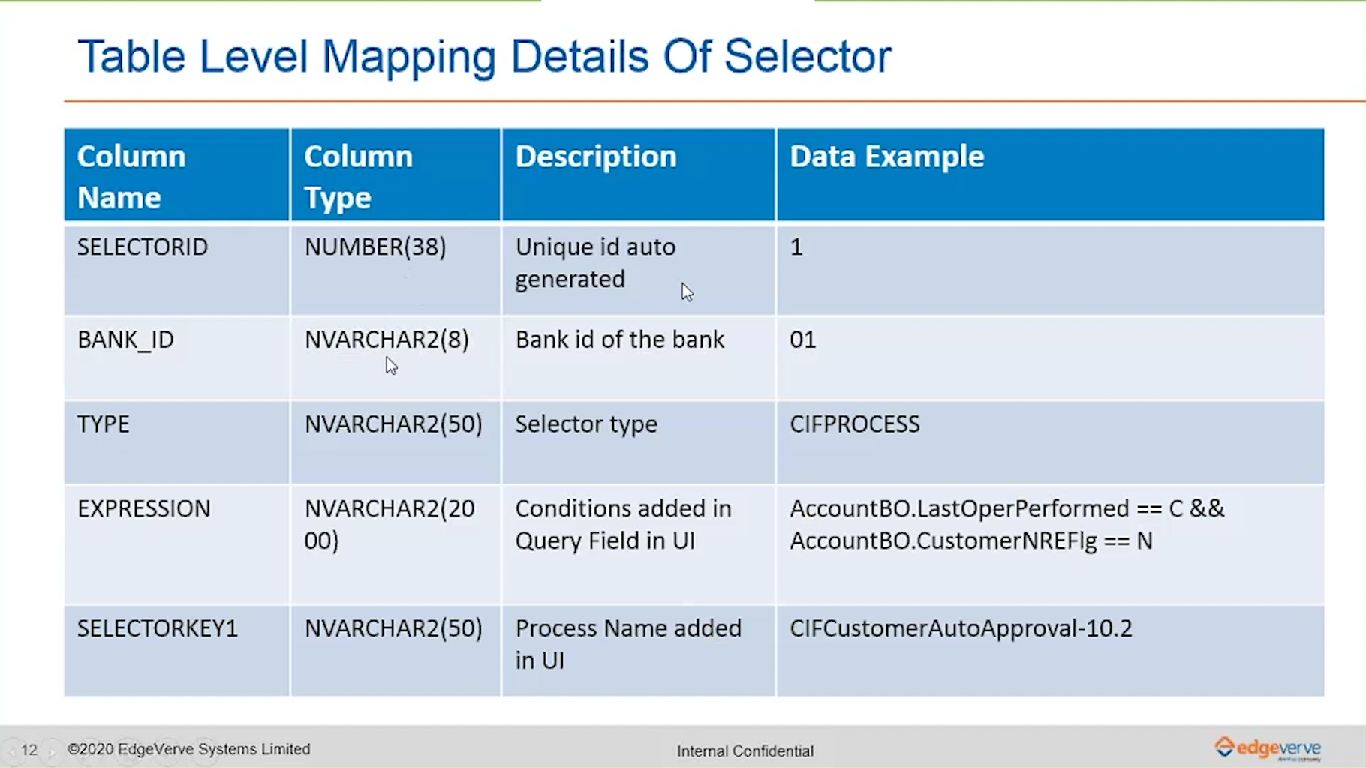 Table Level Mapping Details Of Selector
Column Name
Column Type
Description
Data Example
SELECTORID
NUMBER(38)
Unique id auto
generated
1
BANK_ID
NVARCHAR2(8)
Bank id of the bank
01
TYPE
NVARCHAR2(50)
Selector type
CIFPROCESS
EXPRESSION
NVARCHAR2(20
00)
Conditions added in
Query Field in UI
AccountBO.LastOperPerformed == C &&
AccountBO.CustomerNREFlg == N
SELECTORKEY1
NVARCHAR2(50)
Process Name added
in UI
CIFCustomerAutoApproval-10.2
12
©2020 EdgeVerve Systems Limited
Internal Confidential
edgeverve